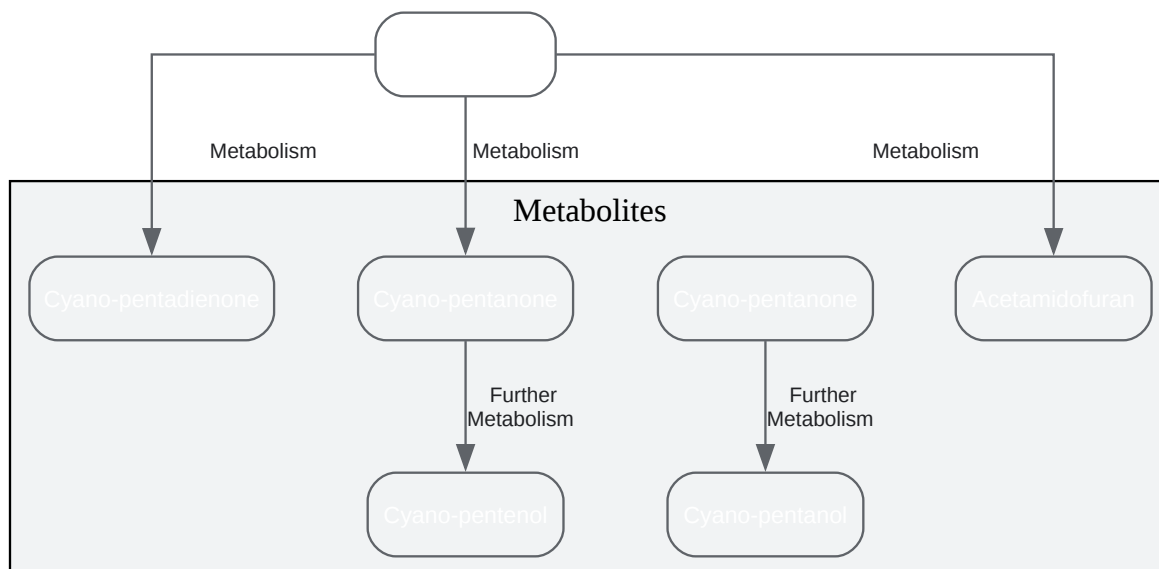 Metabolism
Metabolism
Metabolism
Metabolites
Cyano-pentadienone
Cyano-pentanone
Cyano-pentanone
Acetamidofuran
Further
Metabolism
Further
Metabolism
Cyano-pentenol
Cyano-pentanol